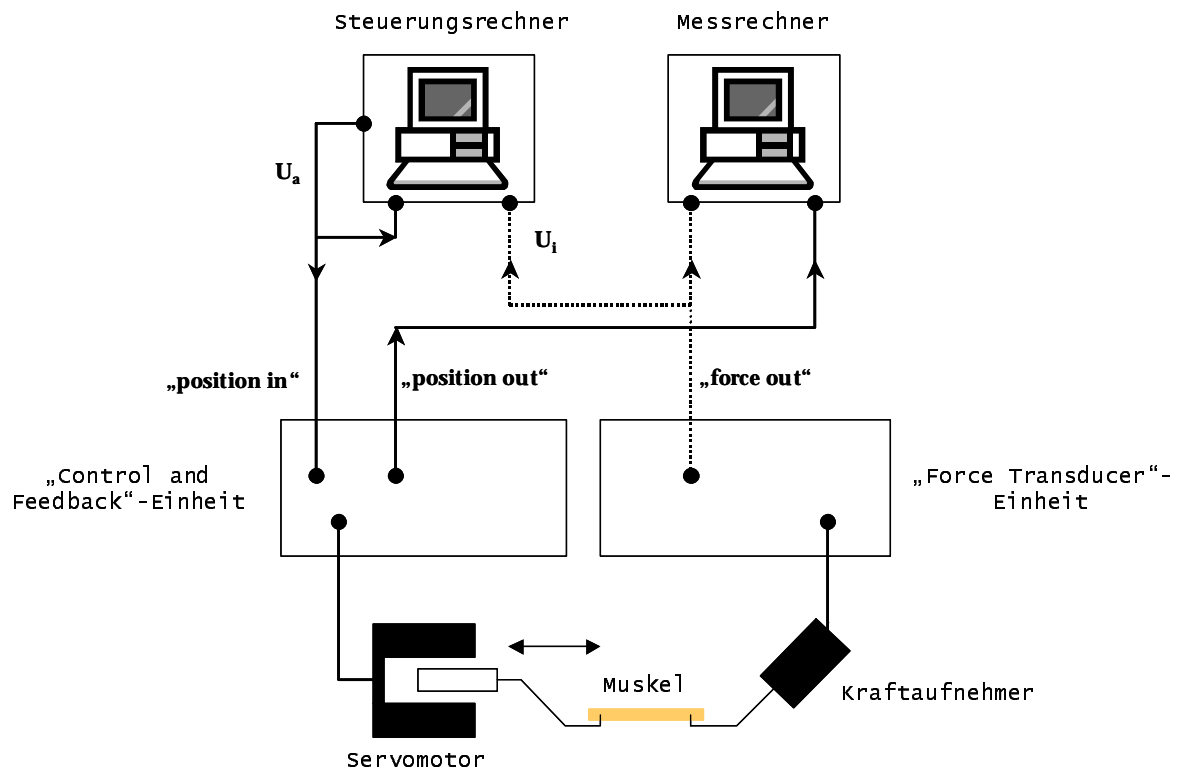 Steuerungsrechner
Messrechner
Uₐ
Uᵢ
„position in“
„position out“
„force out“
„Control and
Feedback“-Einheit
„Force Transducer“-
Einheit
Muskel
Kraftaufnehmer
Servomotor